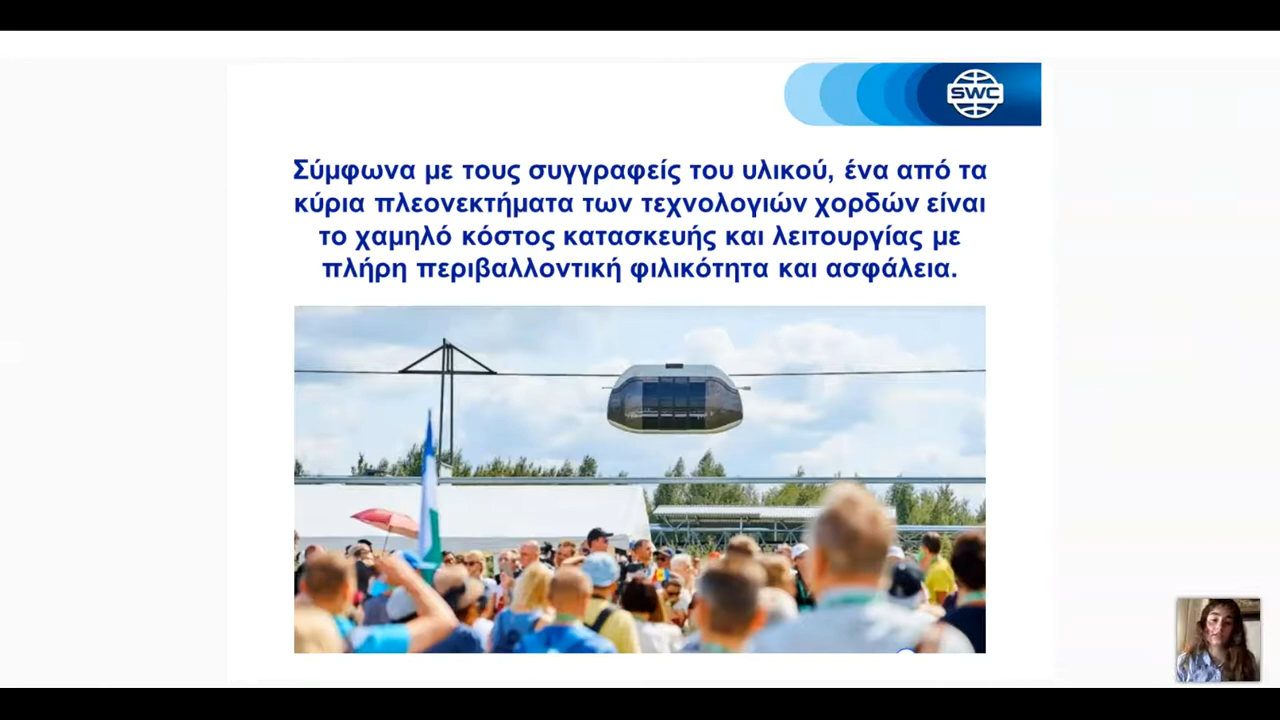 SWC
Σύμφωνα με τους συγγραφείς του υλικού, ένα από τα
κύρια πλεονεκτήματα των τεχνολογιών χορδών είναι
το χαμηλό κόστος κατασκευής και λειτουργίας με
πλήρη περιβαλλοντική φιλικότητα και ασφάλεια.